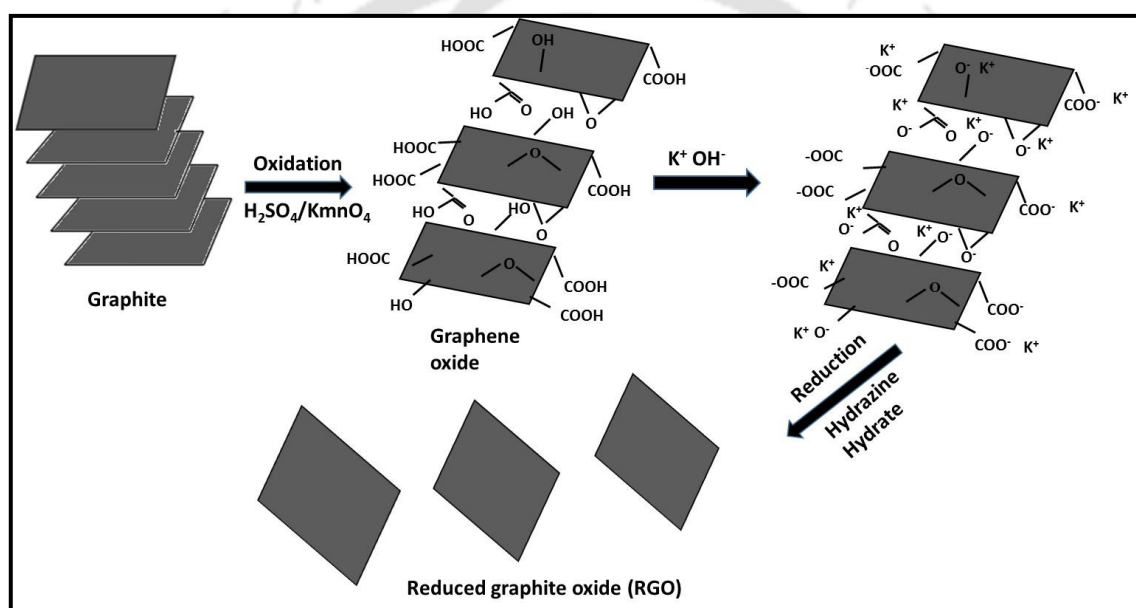 Graphite
Oxidation
H₂SO₄/KmnO₄
HOOC
OH
COOH
HO
O
O
OH
HOOC
O
HOOC
COOH
HO
O
HO
O
HOOC
O
COOH
HO
COOH
Graphene
oxide
K⁺ OH⁻
K⁺
⁻OOC
O⁻ K⁺
COO⁻ K⁺
K⁺
O⁻
O
K⁺
O⁻
O⁻
K⁺
-OOC
O
-OOC
COO⁻ K⁺
K⁺
O⁻
O
K⁺
O⁻
O⁻
K⁺
-OOC
O
COO⁻
K⁺ O⁻
COO⁻ K⁺
Reduction
Hydrazine
Hydrate
Reduced graphite oxide (RGO)